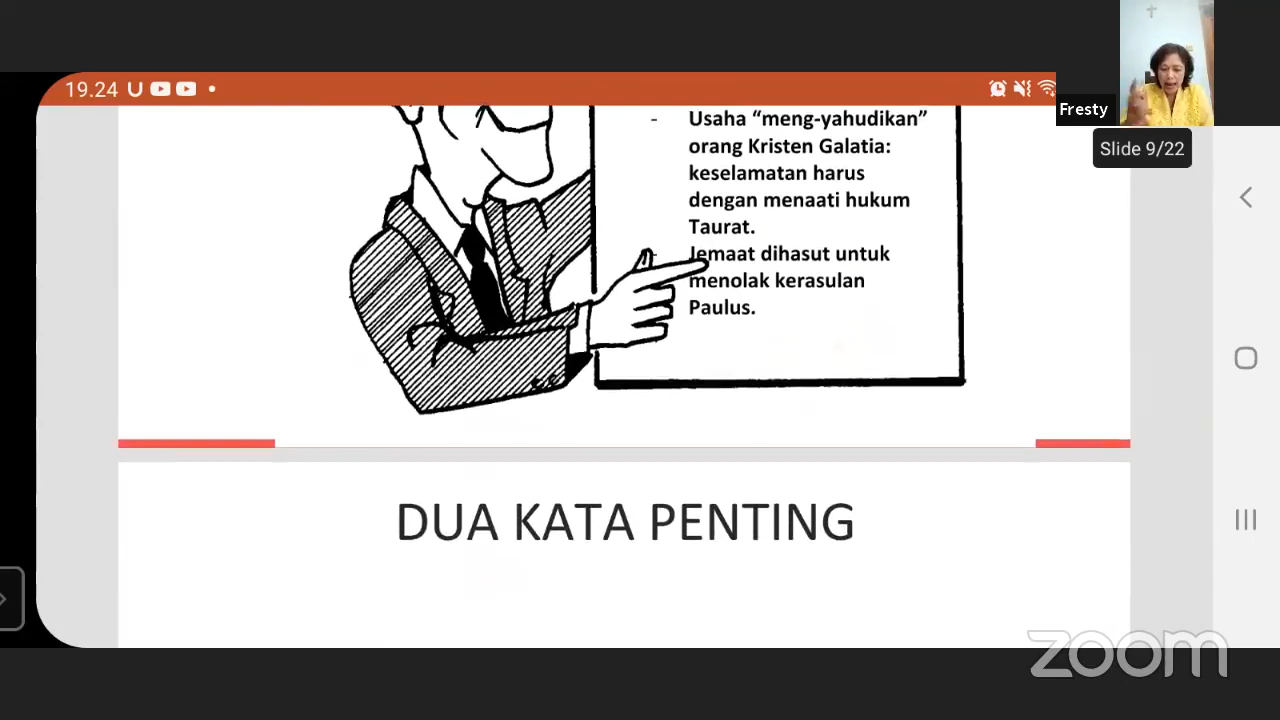 19.24
Fresty
Slide 9/22
- Usaha “meng-yahudikan”
orang Kristen Galatia:
keselamatan harus
dengan menaati hukum
Taurat.
- Jemaat dihasut untuk
menolak kerasulan
Paulus.
DUA KATA PENTING
zoom